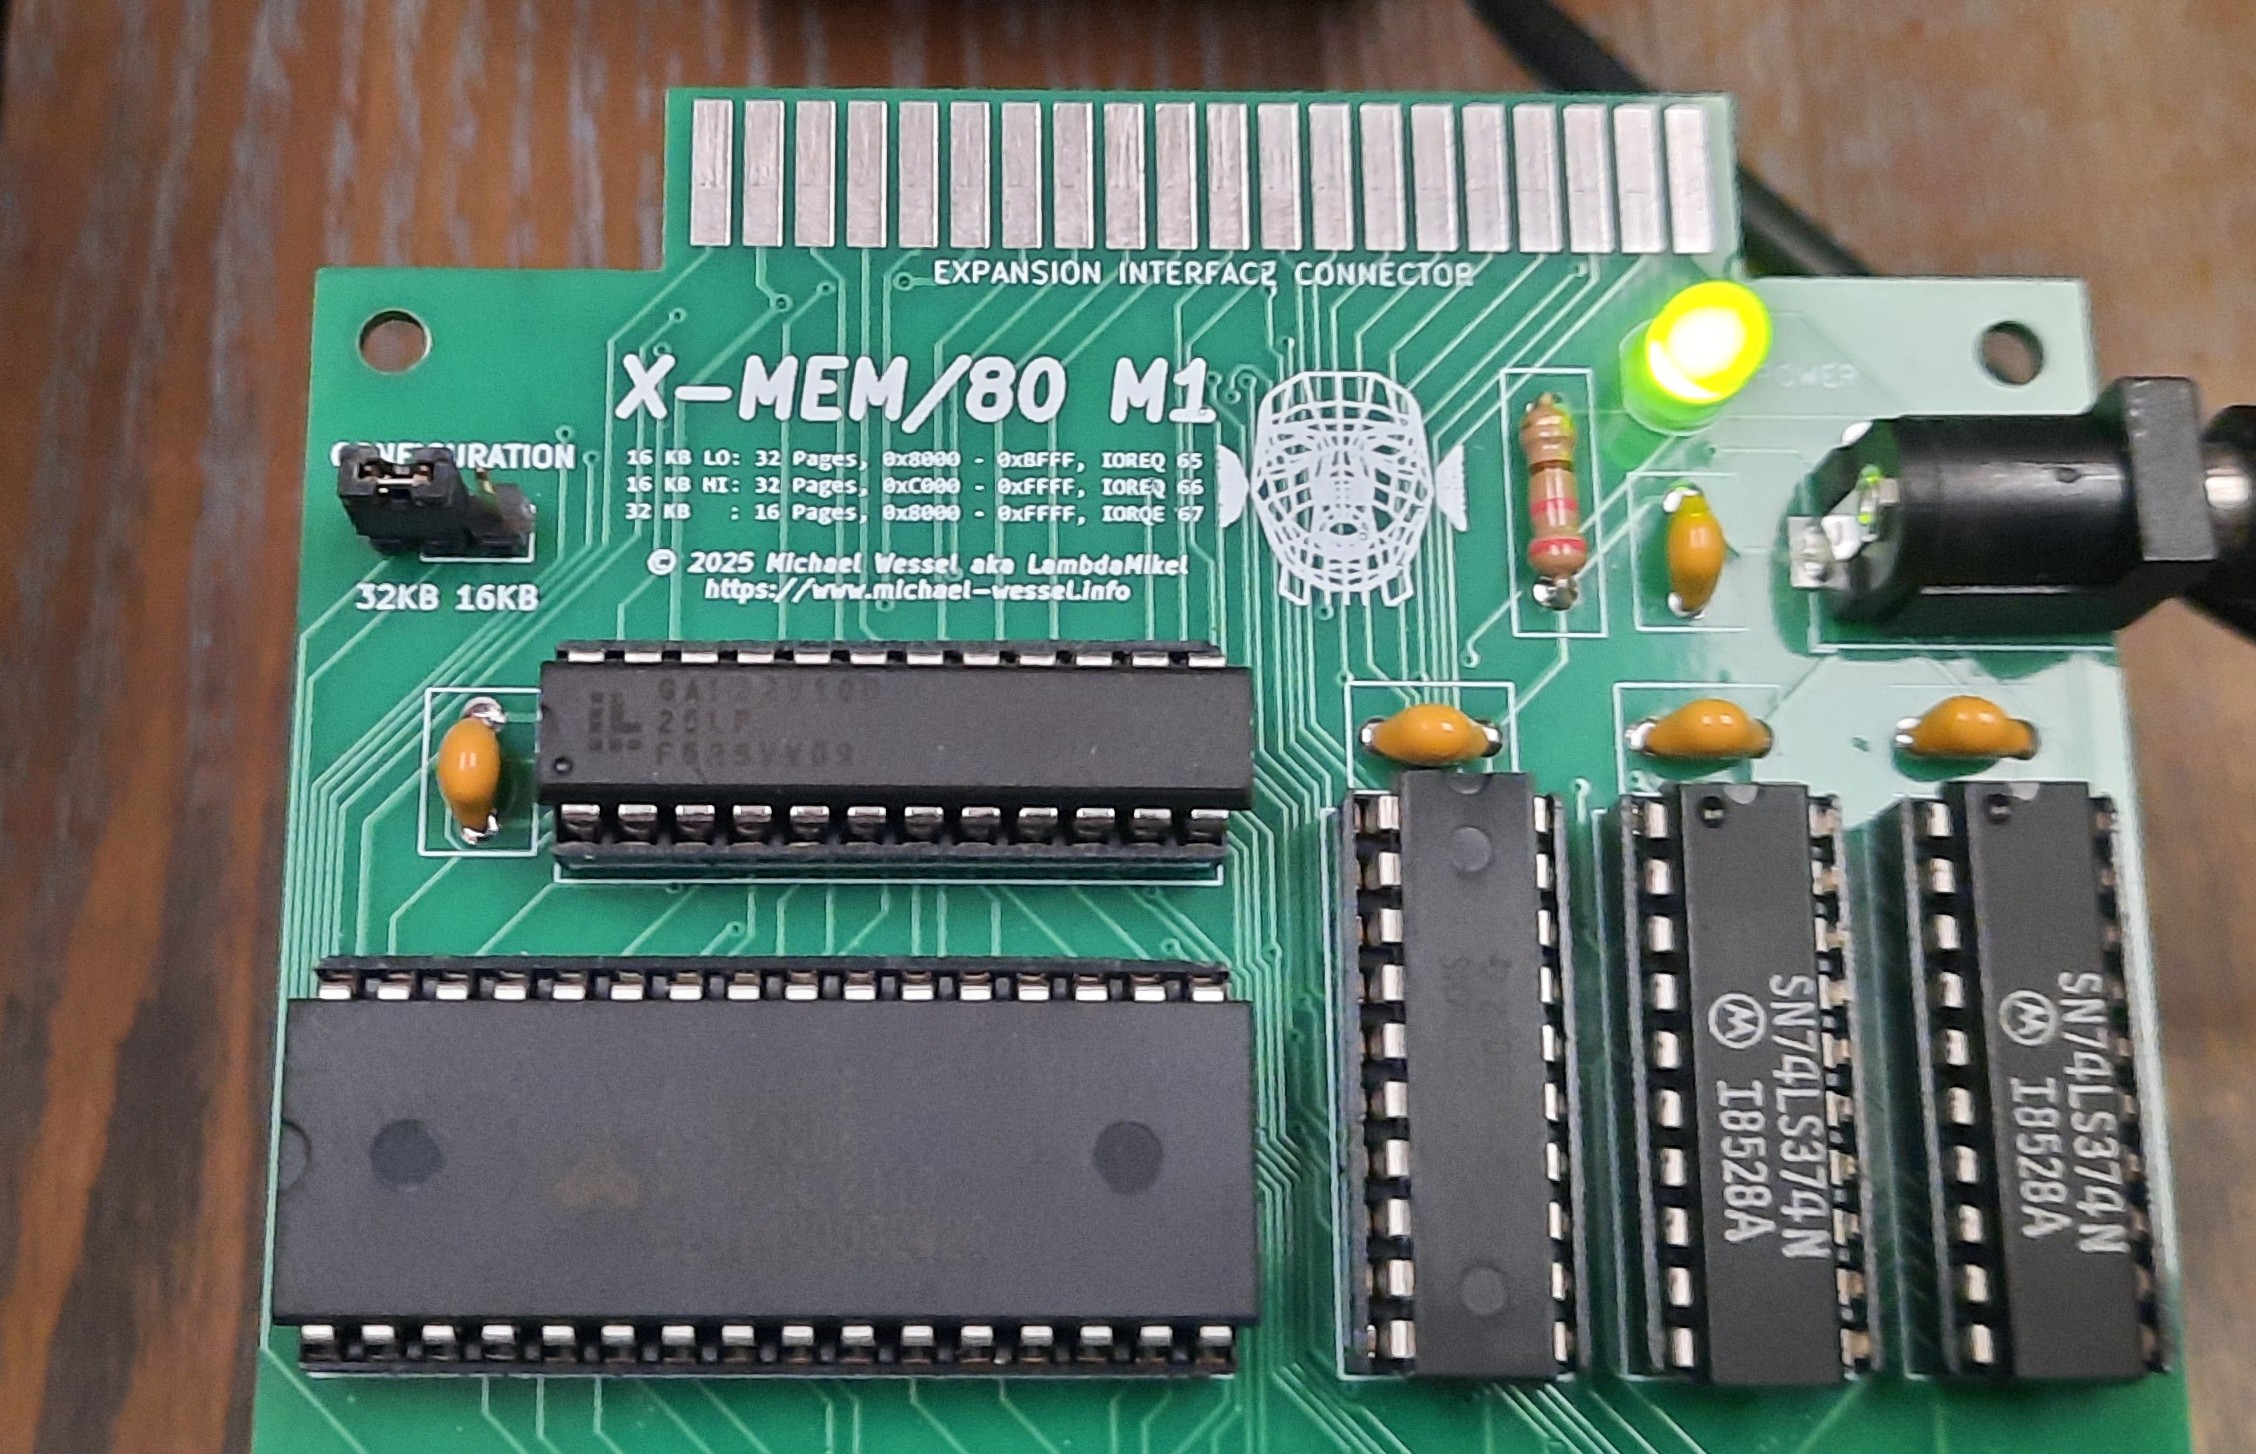 EXPANSION INTERFACE CONNECTOR
POWER
X-MEM/80 M1
CONFIGURATION
16 KB LO: 32 Pages, 0x8000 - 0xBFFF, IOREQ 65
16 KB HI: 32 Pages, 0xC000 - 0xFFFF, IOREQ 66
32 KB   : 16 Pages, 0x8000 - 0xFFFF, IORQE 67
© 2025 Michael Wessel aka LambdaMikel
https://www.michael-wessel.info
32KB 16KB
SN74LS374N
I8528A
SN74LS374N
I8528A